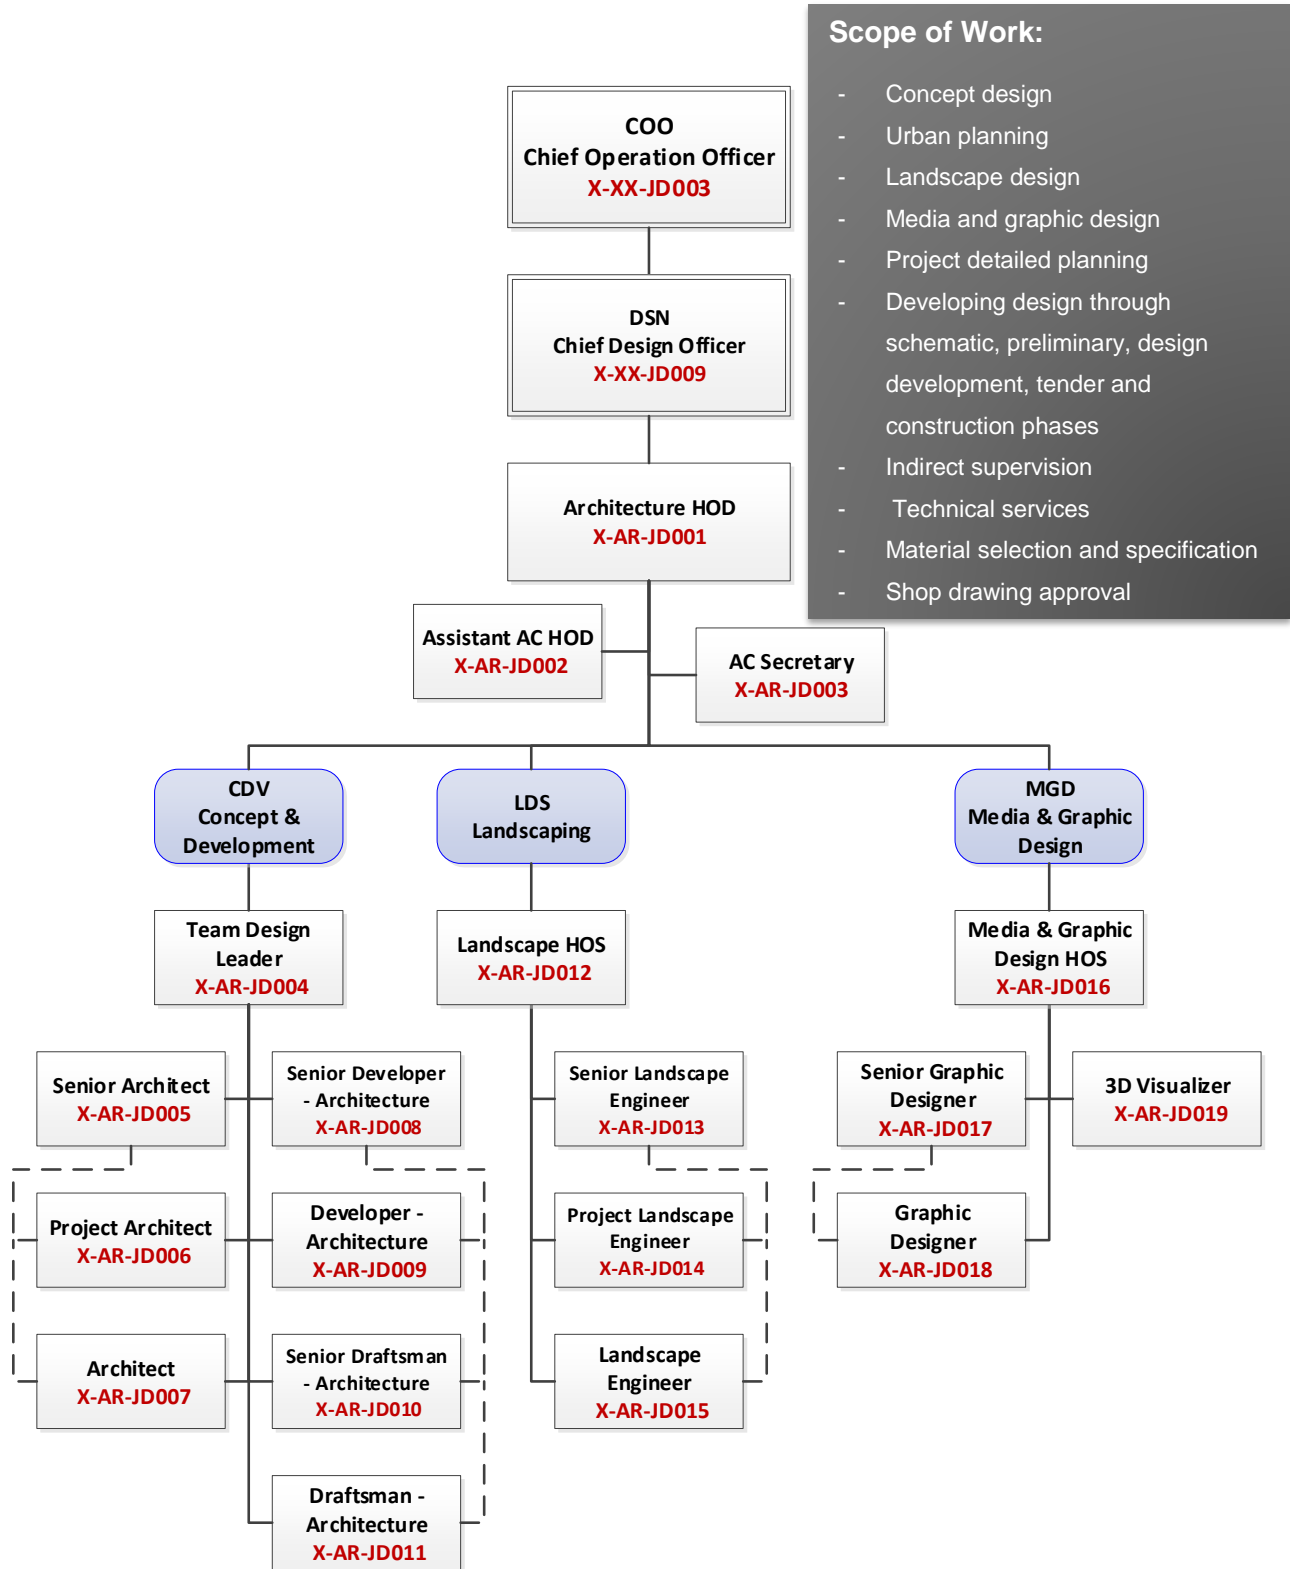 Scope of Work:
- Concept design
- Urban planning
- Landscape design
- Media and graphic design
- Project detailed planning
- Developing design through
schematic, preliminary, design
development, tender and
construction phases
- Indirect supervision
- Technical services
- Material selection and specification
- Shop drawing approval
COO
Chief Operation Officer
X-XX-JD003
DSN
Chief Design Officer
X-XX-JD009
Architecture HOD
X-AR-JD001
Assistant AC HOD
X-AR-JD002
AC Secretary
X-AR-JD003
CDV
Concept &
Development
LDS
Landscaping
MGD
Media & Graphic
Design
Team Design
Leader
X-AR-JD004
Landscape HOS
X-AR-JD012
Media & Graphic
Design HOS
X-AR-JD016
Senior Architect
X-AR-JD005
Senior Developer
- Architecture
X-AR-JD008
Senior Landscape
Engineer
X-AR-JD013
Senior Graphic
Designer
X-AR-JD017
3D Visualizer
X-AR-JD019
Project Architect
X-AR-JD006
Developer -
Architecture
X-AR-JD009
Project Landscape
Engineer
X-AR-JD014
Graphic
Designer
X-AR-JD018
Architect
X-AR-JD007
Senior Draftsman
- Architecture
X-AR-JD010
Landscape
Engineer
X-AR-JD015
Draftsman -
Architecture
X-AR-JD011